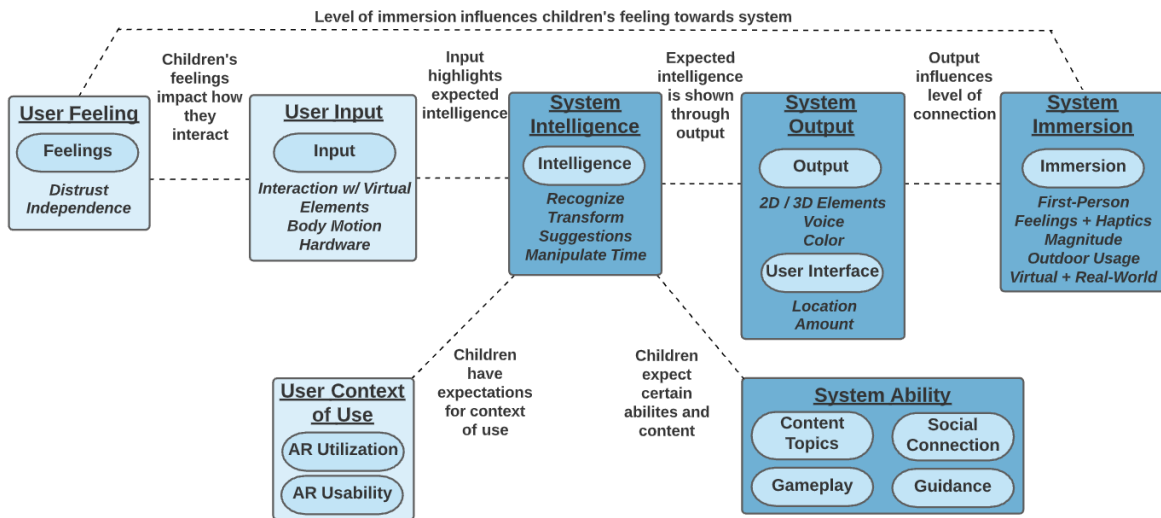 Level of immersion influences children's feeling towards system
Children's
feelings
impact how
they
interact
Input
highlights
expected
intelligence
Expected
intelligence
is shown
through
output
Output
influences
level of
connection
User Feeling
Feelings
Distrust
Independence
User Input
Input
Interaction w/ Virtual
Elements
Body Motion
Hardware
System
Intelligence
Intelligence
Recognize
Transform
Suggestions
Manipulate Time
System
Output
Output
2D / 3D Elements
Voice
Color
User Interface
Location
Amount
System
Immersion
Immersion
First-Person
Feelings + Haptics
Magnitude
Outdoor Usage
Virtual + Real-World
Children
have
expectations
for context
of use
Children
expect
certain
abilites and
content
User Context
of Use
AR Utilization
AR Usability
System Ability
Content
Topics
Social
Connection
Gameplay
Guidance